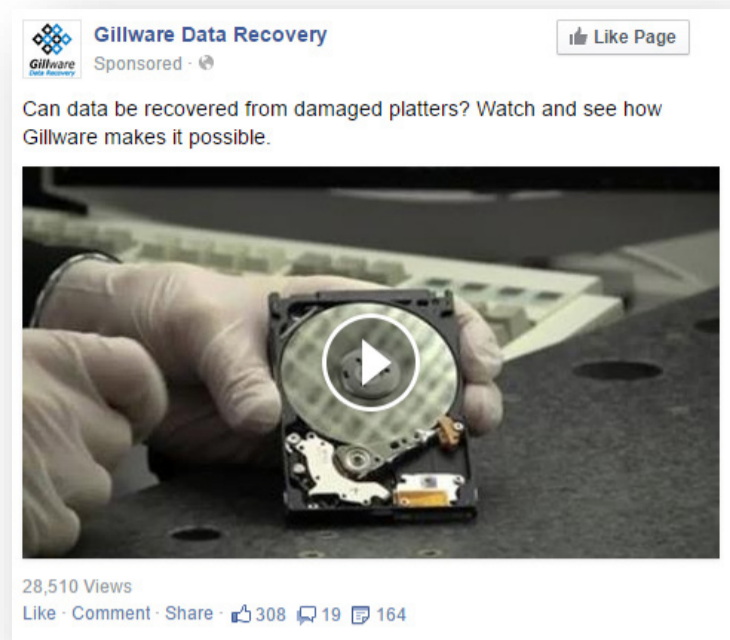 Gillware Data Recovery
Like Page
Gillware
Data Recovery
Sponsored ·
Can data be recovered from damaged platters? Watch and see how
Gillware makes it possible.
28,510 Views
Like · Comment · Share · 308 19 164